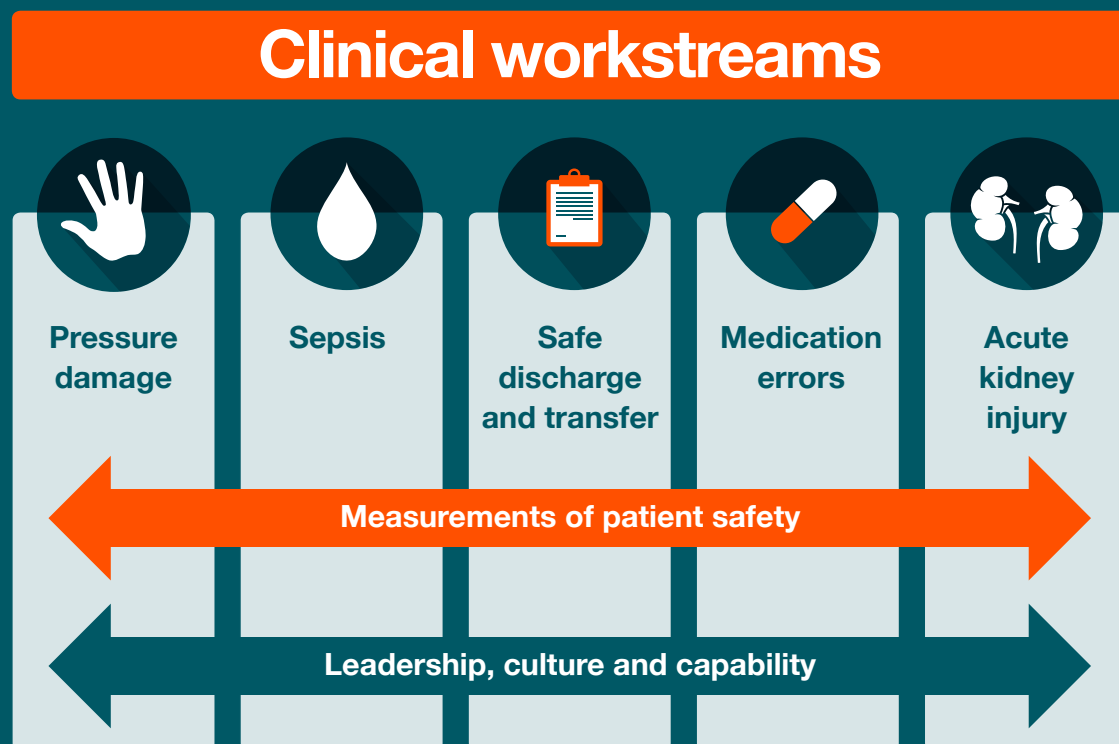 Clinical workstreams
Pressure
damage
Sepsis
Safe
discharge
and transfer
Medication
errors
Acute
kidney
injury
Measurements of patient safety
Leadership, culture and capability